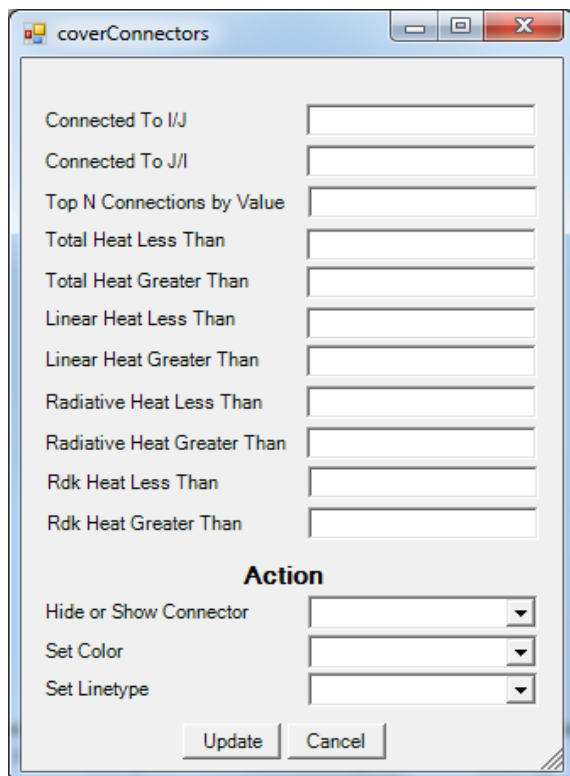 coverConnectors
Connected To I/J
Connected To J/I
Top N Connections by Value
Total Heat Less Than
Total Heat Greater Than
Linear Heat Less Than
Linear Heat Greater Than
Radiative Heat Less Than
Radiative Heat Greater Than
Rdk Heat Less Than
Rdk Heat Greater Than
Action
Hide or Show Connector
Set Color
Set Linetype
Update Cancel